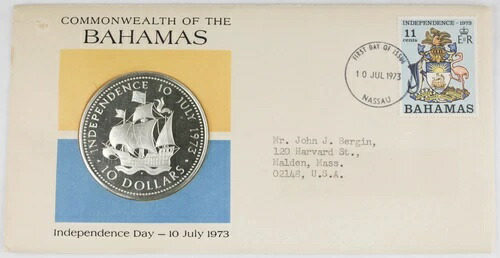 COMMONWEALTH OF THE
BAHAMAS
INDEPENDENCE 10 JULY 1973
10 DOLLARS
Independence Day — 10 July 1973
FIRST DAY OF ISSUE
10 JUL 1973
NASSAU
INDEPENDENCE - 1973
11
cents
E II R
BAHAMAS
Mr. John J. Bergin,
120 Harvard St.,
Malden, Mass.
02148, U.S.A.